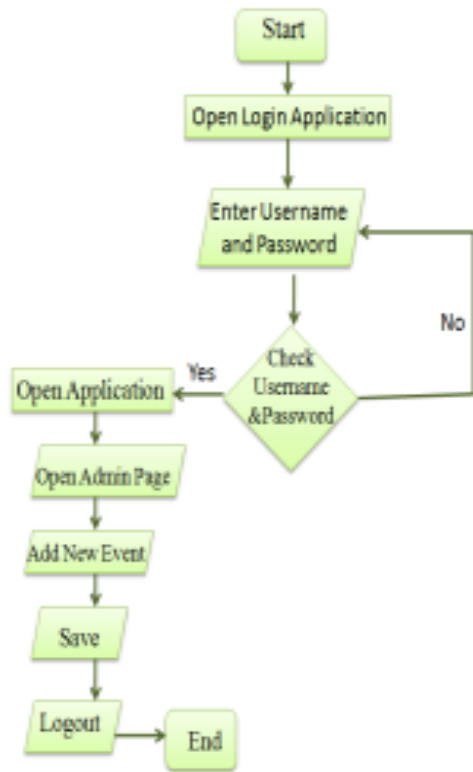 Start
Open Login Application
Enter Username
and Password
No
Check
Username
&Password
Yes
Open Application
Open Admin Page
Add New Event
Save
Logout
End